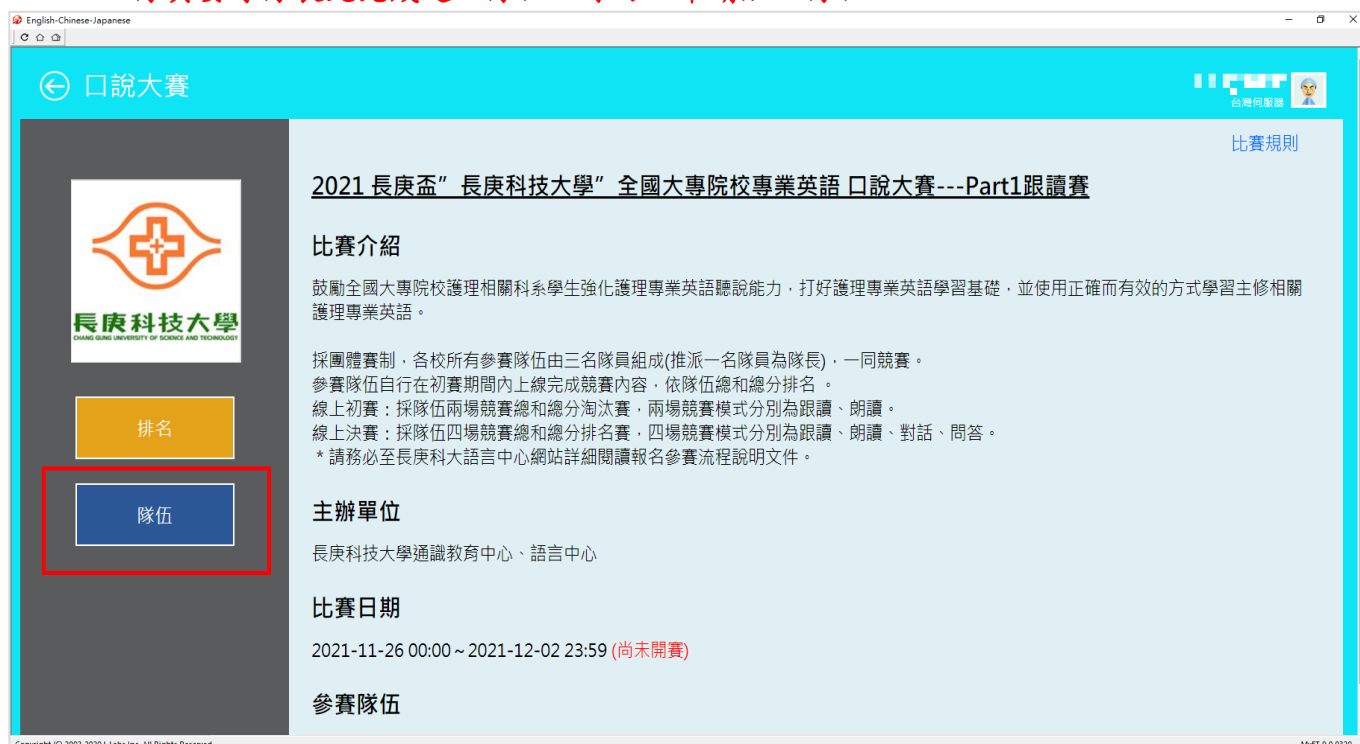 English-Chinese-Japanese
口說大賽
台灣伺服器
比賽規則
2021 長庚盃”長庚科技大學”全國大專院校專業英語 口說大賽---Part1跟讀賽
長庚科技大學
CHANG GUNG UNIVERSITY OF SCIENCE AND TECHNOLOGY
排名
隊伍
比賽介紹
鼓勵全國大專院校護理相關科系學生強化護理專業英語聽說能力，打好護理專業英語學習基礎，並使用正確而有效的方式學習主修相關
護理專業英語。
採團體賽制，各校所有參賽隊伍由三名隊員組成(推派一名隊員為隊長)，一同競賽。
參賽隊伍自行在初賽期間內上線完成競賽內容，依隊伍總和總分排名 。
線上初賽：採隊伍兩場競賽總和總分淘汰賽，兩場競賽模式分別為跟讀、朗讀。
線上決賽：採隊伍四場競賽總和總分排名賽，四場競賽模式分別為跟讀、朗讀、對話、問答。
* 請務必至長庚科大語言中心網站詳細閱讀報名參賽流程說明文件。
主辦單位
長庚科技大學通識教育中心、語言中心
比賽日期
2021-11-26 00:00 ~ 2021-12-02 23:59 (尚未開賽)
參賽隊伍